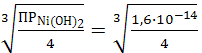 ∛(ПР_Ni(OH)₂ / 4) = ∛(1,6·10⁻¹⁴ / 4)